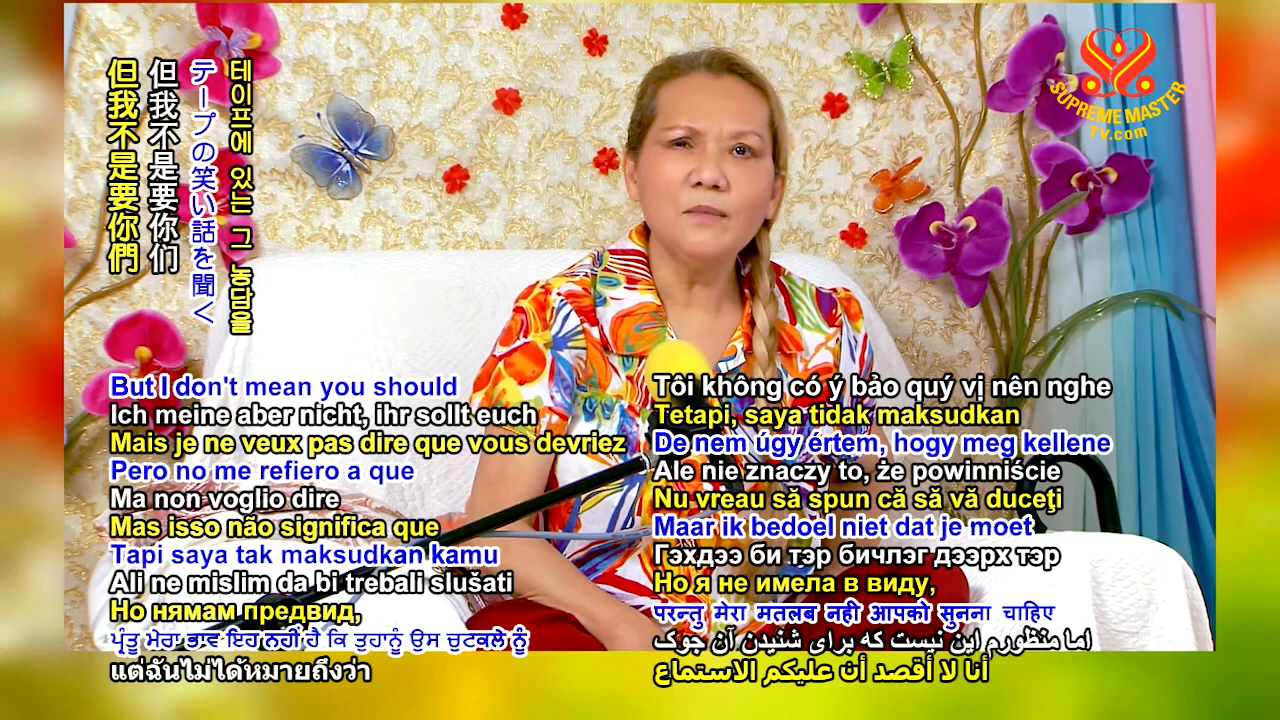 SUPREME MASTER
TV.com
테이프에 있는 그 농담을
テープの笑い話を聞く
但我不是要你们
但我不是要你們
But I don't mean you should
Ich meine aber nicht, ihr sollt euch
Mais je ne veux pas dire que vous devriez
Pero no me refiero a que
Ma non voglio dire
Mas isso não significa que
Tapi saya tak maksudkan kamu
Ali ne mislim da bi trebali slušati
Но нямам предвид,
ਪ੍ਰੰਤੂ ਮੇਰਾ ਭਾਵ ਇਹ ਨਹੀਂ ਹੈ ਕਿ ਤੁਹਾਨੂੰ ਉਸ ਚੁਟਕਲੇ ਨੂੰ
แต่ฉันไม่ได้หมายถึงว่า
Tôi không có ý bảo quý vị nên nghe
Tetapi, saya tidak maksudkan
De nem úgy értem, hogy meg kellene
Ale nie znaczy to, że powinniście
Nu vreau să spun că să vă duceţi
Maar ik bedoel niet dat je moet
Гэхдээ би тэр бичлэг дээрх тэр
Но я не имела в виду,
परन्तु मेरा मतलब नही आपको सुनना चाहिए
اما منظورم این نیست که برای شنیدن آن جوک
أنا لا أقصد أن عليكم الاستماع